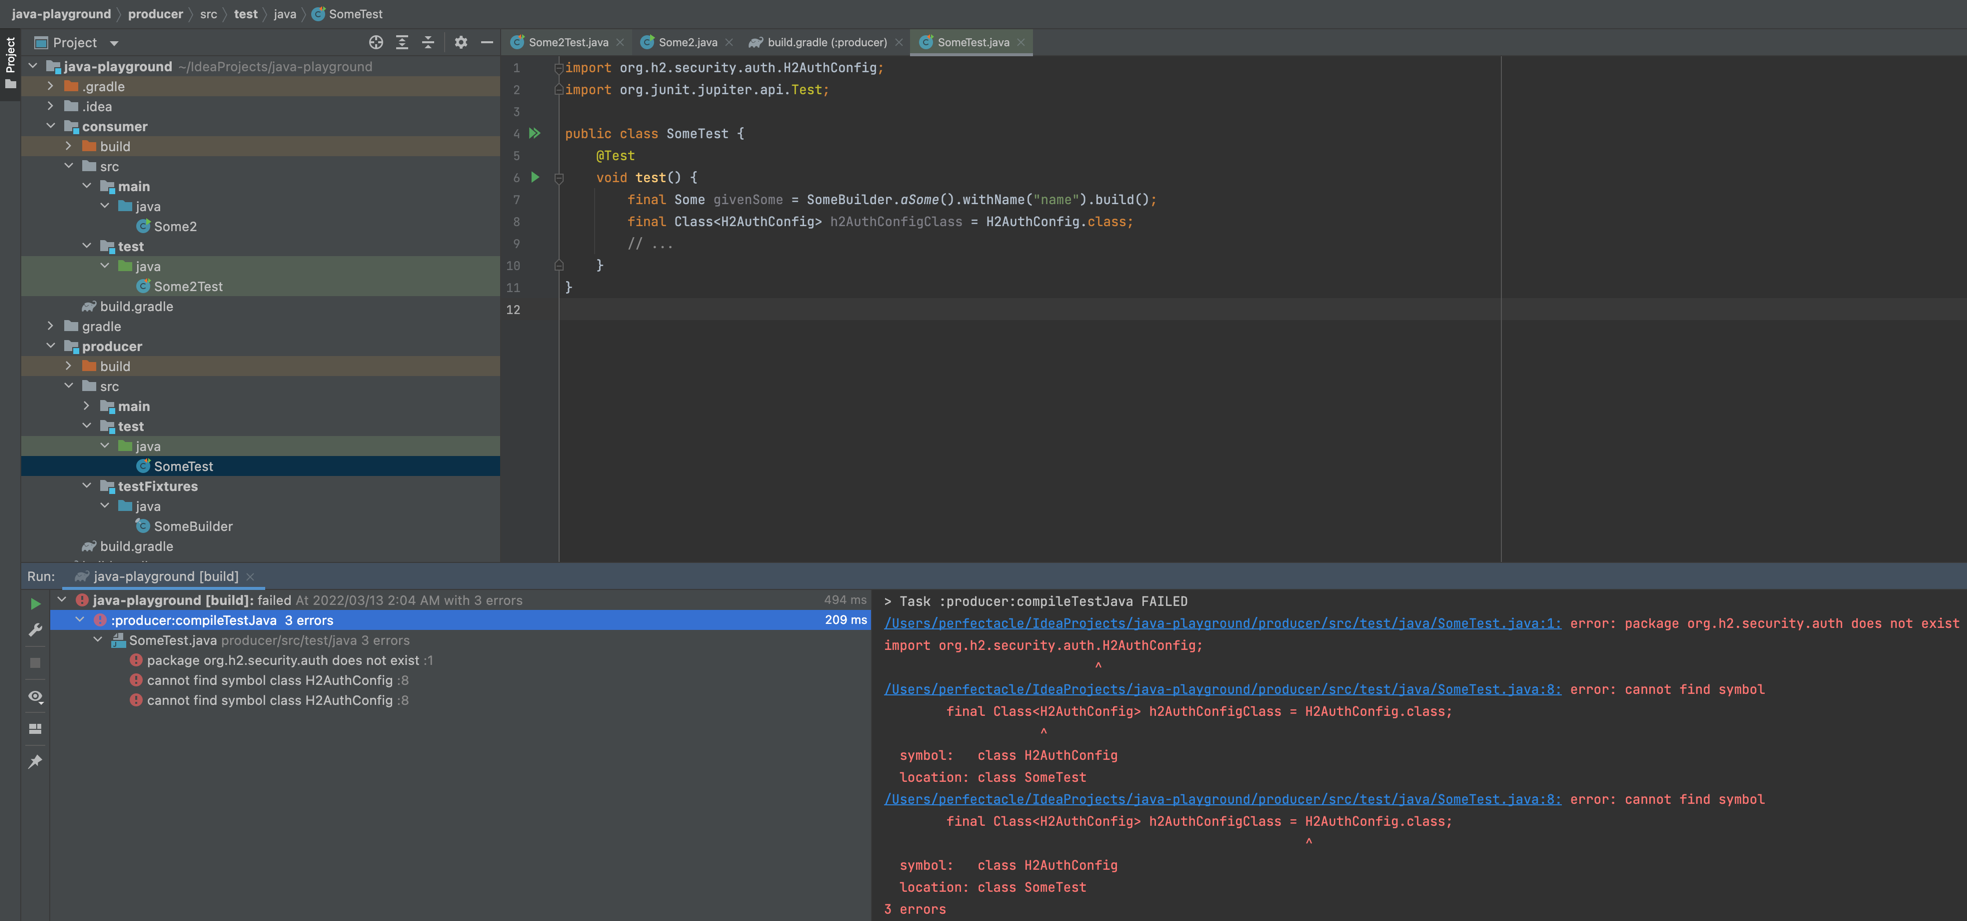 java-playground producer src test java SomeTest
Project
Project
Some2Test.java Some2.java build.gradle (:producer) SomeTest.java
java-playground ~/IdeaProjects/java-playground
.gradle
.idea
consumer
build
src
main
java
Some2
test
java
Some2Test
build.gradle
gradle
producer
build
src
main
test
java
SomeTest
testFixtures
java
SomeBuilder
build.gradle
1 import org.h2.security.auth.H2AuthConfig;
2 import org.junit.jupiter.api.Test;
3
4 public class SomeTest {
5 @Test
6 void test() {
7 final Some givenSome = SomeBuilder.aSome().withName("name").build();
8 final Class<H2AuthConfig> h2AuthConfigClass = H2AuthConfig.class;
9 // ...
10 }
11 }
12
Run: java-playground [build]
java-playground [build]: failed At 2022/03/13 2:04 AM with 3 errors 494 ms
:producer:compileTestJava 3 errors 209 ms
SomeTest.java producer/src/test/java 3 errors
package org.h2.security.auth does not exist :1
cannot find symbol class H2AuthConfig :8
cannot find symbol class H2AuthConfig :8
> Task :producer:compileTestJava FAILED
/Users/perfectacle/IdeaProjects/java-playground/producer/src/test/java/SomeTest.java:1: error: package org.h2.security.auth does not exist
import org.h2.security.auth.H2AuthConfig;
^
/Users/perfectacle/IdeaProjects/java-playground/producer/src/test/java/SomeTest.java:8: error: cannot find symbol
final Class<H2AuthConfig> h2AuthConfigClass = H2AuthConfig.class;
^
symbol: class H2AuthConfig
location: class SomeTest
/Users/perfectacle/IdeaProjects/java-playground/producer/src/test/java/SomeTest.java:8: error: cannot find symbol
final Class<H2AuthConfig> h2AuthConfigClass = H2AuthConfig.class;
^
symbol: class H2AuthConfig
location: class SomeTest
3 errors